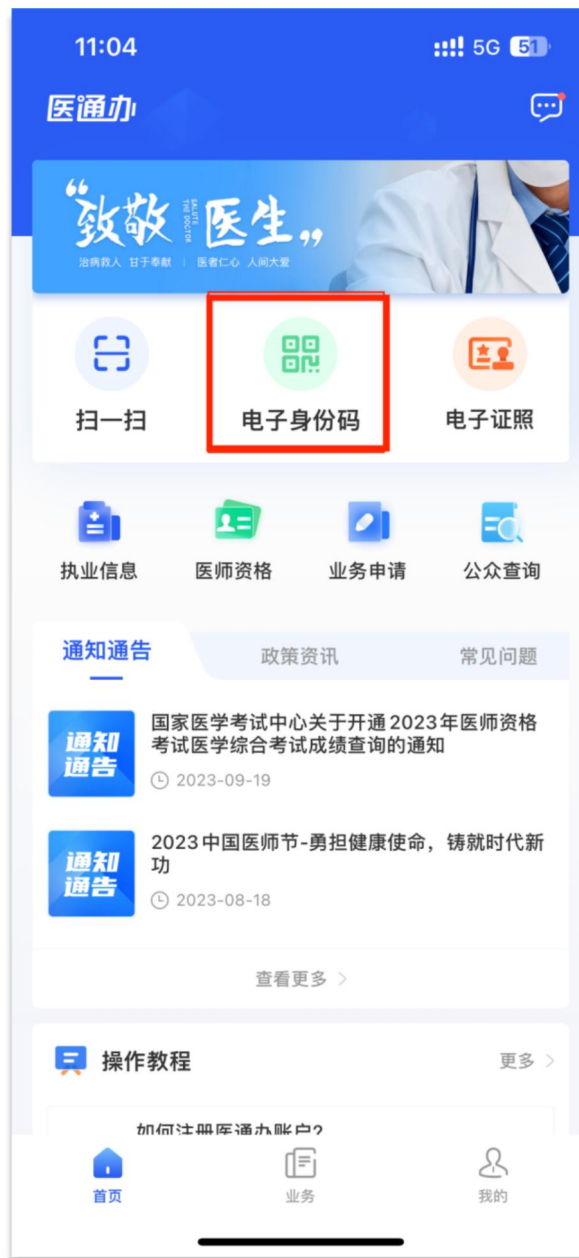 11:04
5G 51
医通办
“致敬医生”
SALUTE THE DOCTOR
治病救人 甘于奉献 | 医者仁心 人间大爱
扫一扫
电子身份码
电子证照
执业信息
医师资格
业务申请
公众查询
通知通告
政策资讯
常见问题
通知通告
国家医学考试中心关于开通2023年医师资格
考试医学综合考试成绩查询的通知
2023-09-19
通知通告
2023中国医师节-勇担健康使命，铸就时代新
功
2023-08-18
查看更多 >
操作教程
更多 >
如何注册医通办账户?
首页
业务
我的